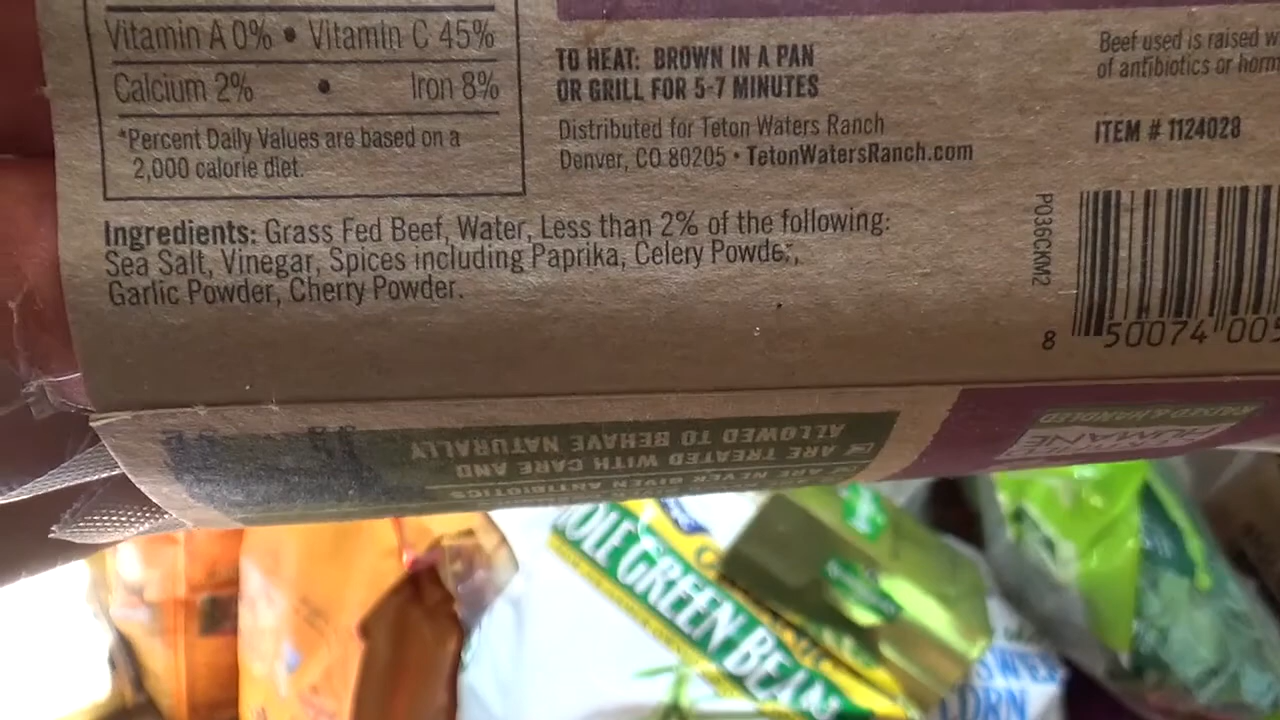 Vitamin A 0% • Vitamin C 45%
Calcium 2% • Iron 8%
*Percent Daily Values are based on a
2,000 calorie diet.
TO HEAT: BROWN IN A PAN
OR GRILL FOR 5-7 MINUTES
Distributed for Teton Waters Ranch
Denver, CO 80205 • TetonWatersRanch.com
Beef used is raised w
of antibiotics or horm
ITEM # 1124028
Ingredients: Grass Fed Beef, Water, Less than 2% of the following:
Sea Salt, Vinegar, Spices including Paprika, Celery Powder,
Garlic Powder, Cherry Powder.
P036CKM2
8 50074 00
RAISED & HANDLED
ALLOWED TO BEHAVE NATURALLY
ARE TREATED WITH CARE AND
ARE NEVER GIVEN ANTIBIOTICS
OLE GREEN BEANS
CORN